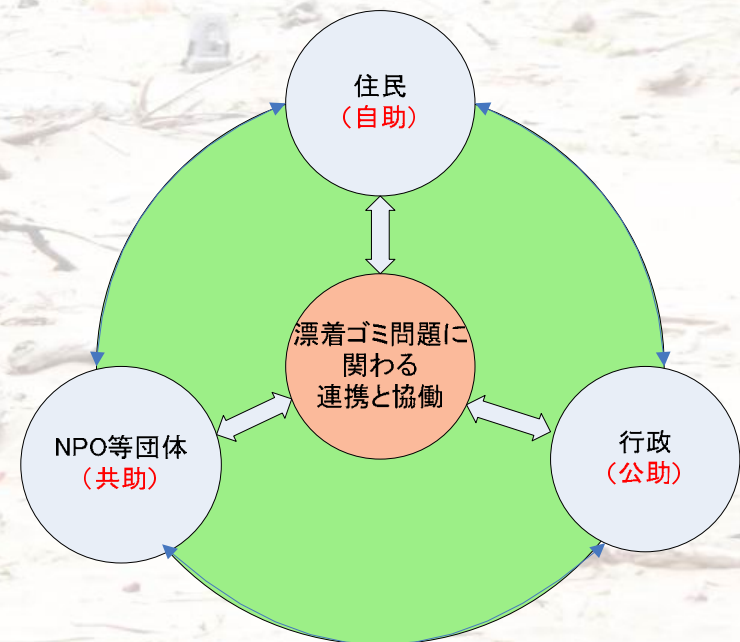 住民
（自助）
漂着ゴミ問題に
関わる
連携と協働
NPO等団体
（共助）
行政
（公助）